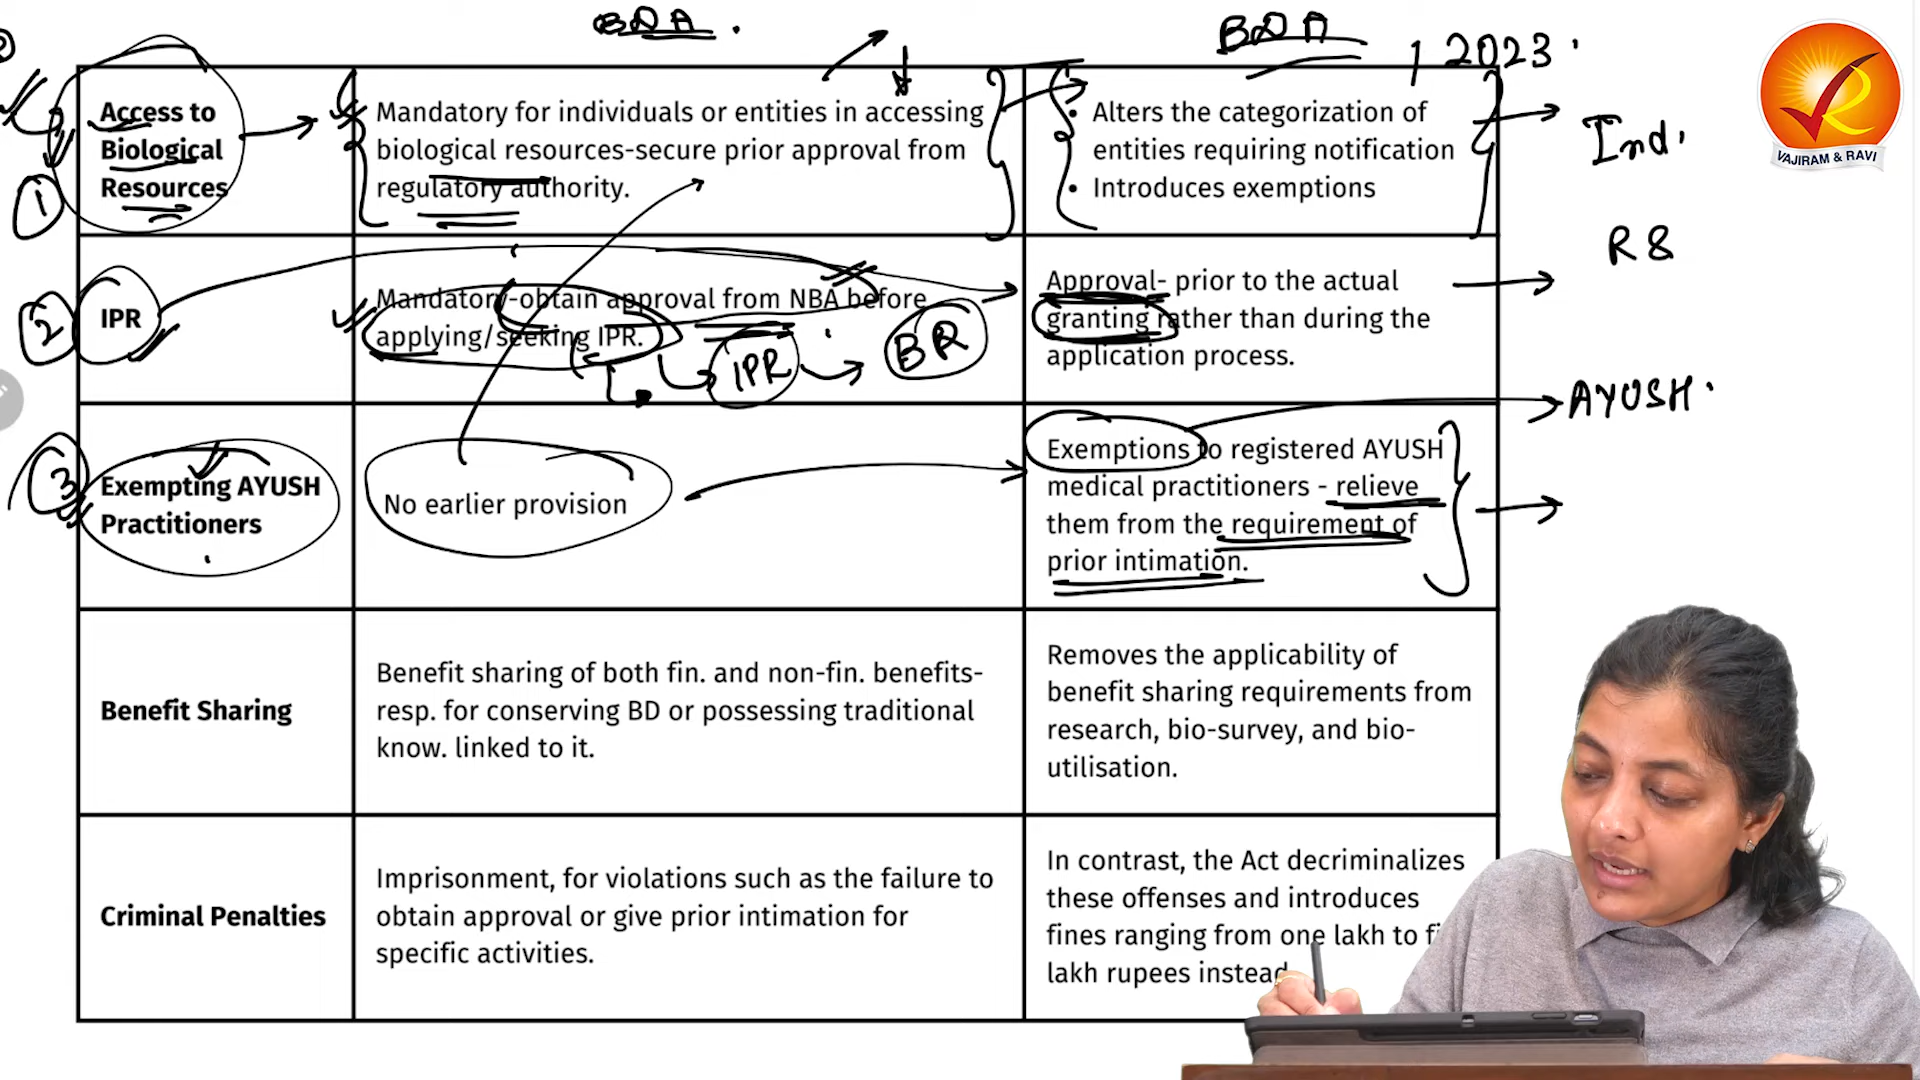 BDA.
BDA
| 2023.
VAJIRAM & RAVI
1
Access to
Biological
Resources
Mandatory for individuals or entities in accessing
biological resources-secure prior approval from
regulatory authority.
• Alters the categorization of
entities requiring notification
• Introduces exemptions
Ind.
R&
2
IPR
Mandatory-obtain approval from NBA before
applying/seeking IPR.
IPR
BR
Approval- prior to the actual
granting rather than during the
application process.
AYUSH.
3
Exempting AYUSH
Practitioners
No earlier provision
Exemptions to registered AYUSH
medical practitioners - relieve
them from the requirement of
prior intimation.
Benefit Sharing
Benefit sharing of both fin. and non-fin. benefits-
resp. for conserving BD or possessing traditional
know. linked to it.
Removes the applicability of
benefit sharing requirements from
research, bio-survey, and bio-
utilisation.
Criminal Penalties
Imprisonment, for violations such as the failure to
obtain approval or give prior intimation for
specific activities.
In contrast, the Act decriminalizes
these offenses and introduces
fines ranging from one lakh to
lakh rupees instead